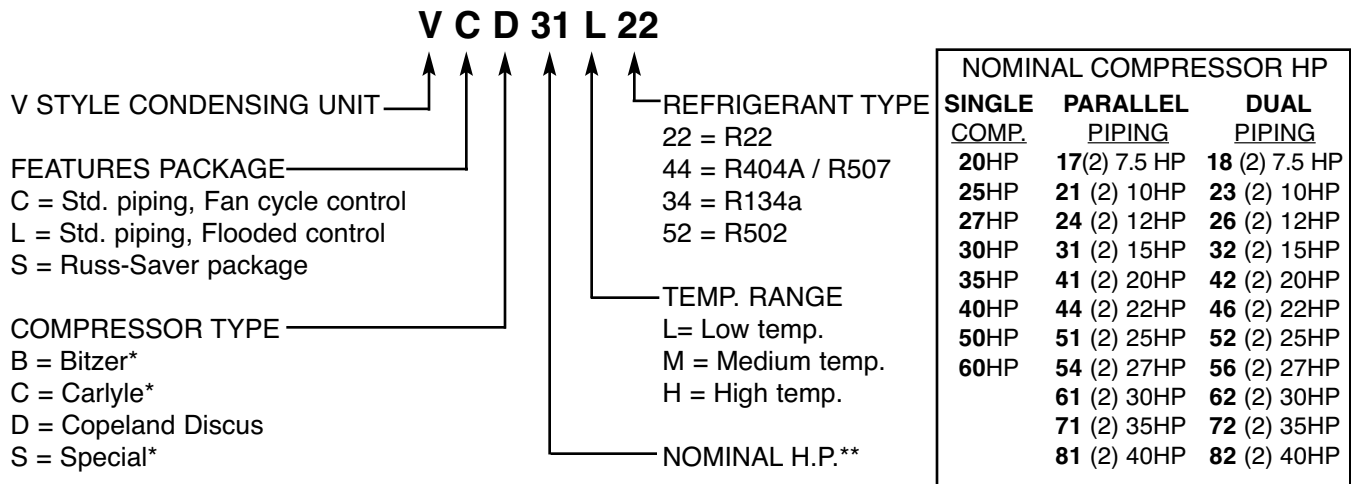 V C D 31 L 22
V STYLE CONDENSING UNIT
FEATURES PACKAGE
C = Std. piping, Fan cycle control
L = Std. piping, Flooded control
S = Russ-Saver package
COMPRESSOR TYPE
B = Bitzer*
C = Carlyle*
D = Copeland Discus
S = Special*
REFRIGERANT TYPE
22 = R22
44 = R404A / R507
34 = R134a
52 = R502
TEMP. RANGE
L= Low temp.
M = Medium temp.
H = High temp.
NOMINAL H.P.**
NOMINAL COMPRESSOR HP
SINGLE PARALLEL DUAL
COMP. PIPING PIPING
20HP 17(2) 7.5 HP 18 (2) 7.5 HP
25HP 21 (2) 10HP 23 (2) 10HP
27HP 24 (2) 12HP 26 (2) 12HP
30HP 31 (2) 15HP 32 (2) 15HP
35HP 41 (2) 20HP 42 (2) 20HP
40HP 44 (2) 22HP 46 (2) 22HP
50HP 51 (2) 25HP 52 (2) 25HP
60HP 54 (2) 27HP 56 (2) 27HP
61 (2) 30HP 62 (2) 30HP
71 (2) 35HP 72 (2) 35HP
81 (2) 40HP 82 (2) 40HP